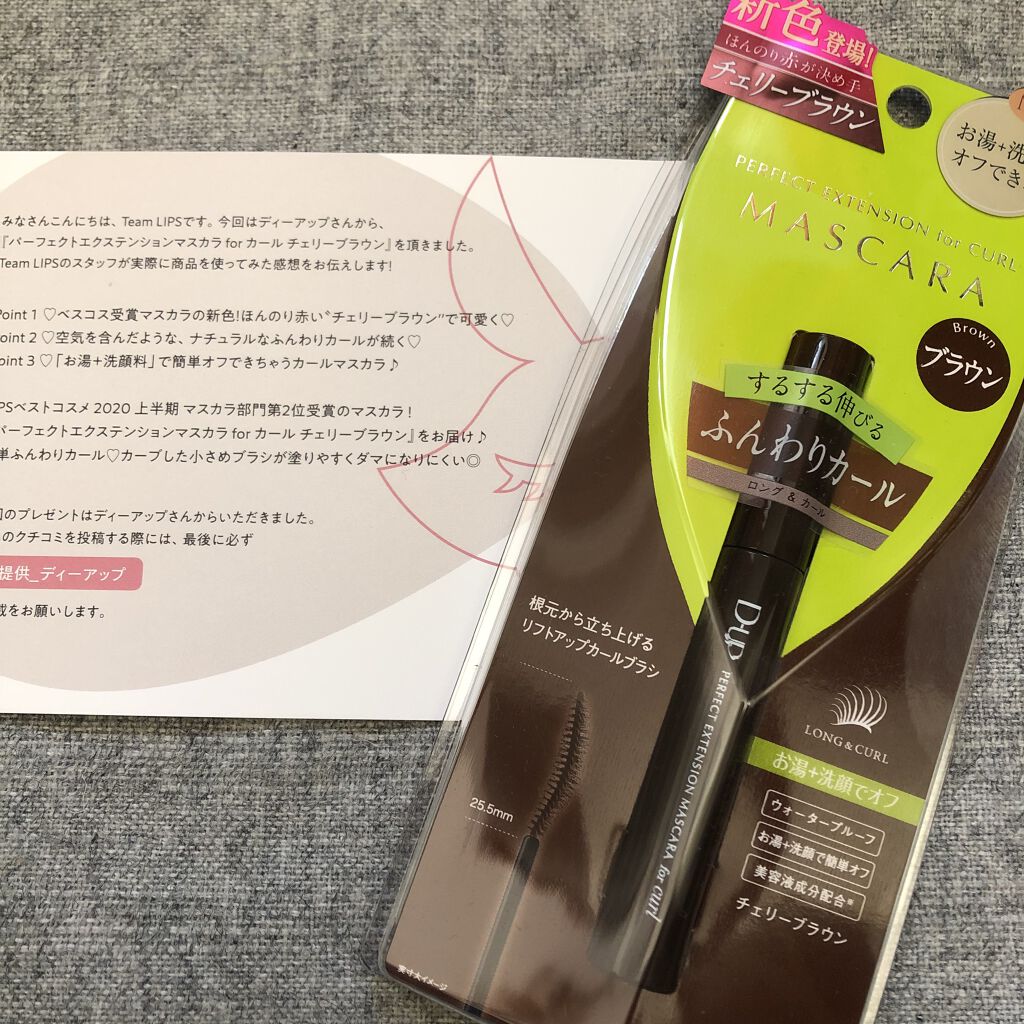 みなさんこんにちは、Team LIPSです。今回はディーアップさんから、
『パーフェクトエクステンションマスカラ for カール チェリーブラウン』を頂きました。
Team LIPSのスタッフが実際に商品を使ってみた感想をお伝えします!
Point 1 ♡ベスコス受賞マスカラの新色!ほんのり赤い“チェリーブラウン”で可愛く♡
Point 2 ♡空気を含んだような、ナチュラルなふんわりカールが続く♡
Point 3 ♡「お湯+洗顔料」で簡単オフできちゃうカールマスカラ♪
PSベストコスメ 2020 上半期 マスカラ部門第2位受賞のマスカラ!
パーフェクトエクステンションマスカラ for カール チェリーブラウン』をお届け♪
単ふんわりカール♡カーブした小さめブラシが塗りやすくダマになりにくい◎
回のプレゼントはディーアップさんからいただきました。
のクチコミを投稿する際には、最後に必ず
提供_ディーアップ
載をお願いします。
新色登場!
ほんのり赤が決め手
チェリーブラウン
お湯+洗
オフでき
PERFECT EXTENSION for CURL
MASCARA
Brown
ブラウン
するする伸びる
ふんわりカール
ロング & カール
根元から立ち上げる
リフトアップカールブラシ
25.5mm
実寸大イメージ
D-UP
PERFECT EXTENSION MASCARA for curl
LONG & CURL
お湯+洗顔でオフ
ウォータープルーフ
お湯+洗顔で簡単オフ
美容液成分配合※
チェリーブラウン